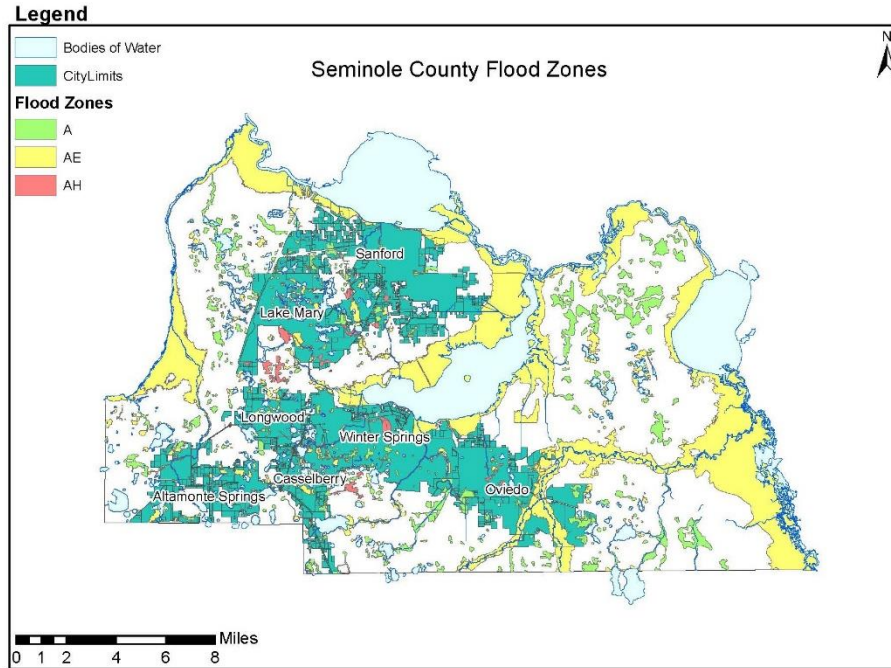 Legend
Bodies of Water
CityLimits
Flood Zones
A
AE
AH
Seminole County Flood Zones
N
Sanford
Lake Mary
Longwood
Winter Springs
Casselberry
Altamonte Springs
Oviedo
Miles
0 1 2 4 6 8